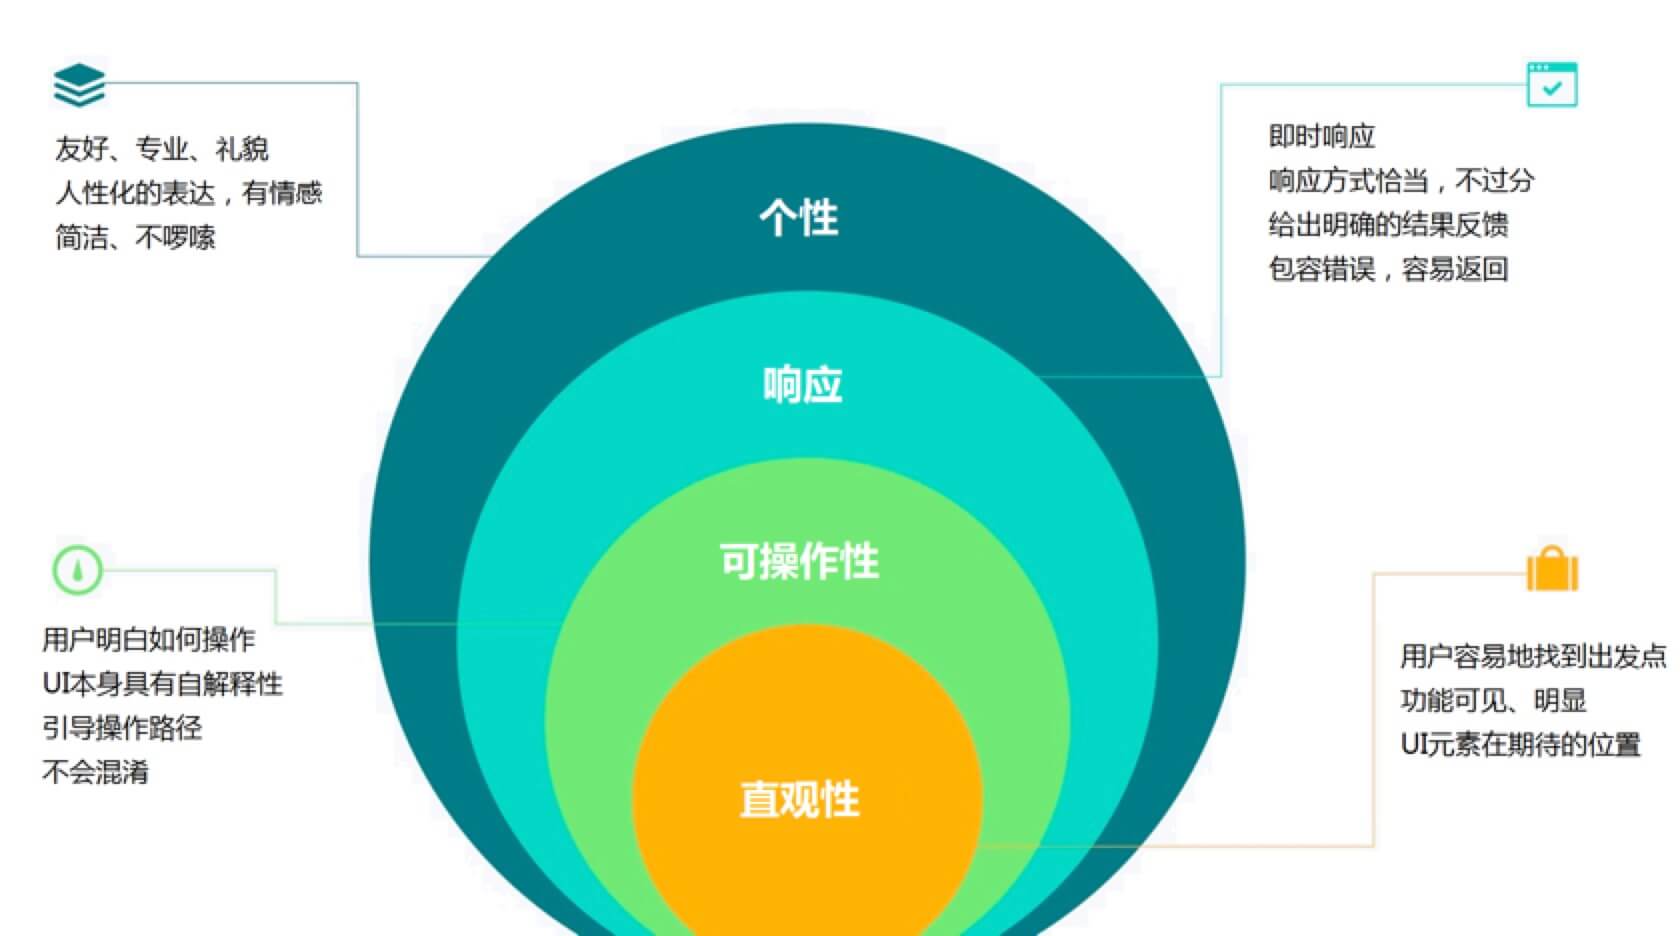 友好、专业、礼貌
人性化的表达，有情感
简洁、不啰嗦
个性
即时响应
响应方式恰当，不过分
给出明确的结果反馈
包容错误，容易返回
响应
可操作性
用户明白如何操作
UI本身具有自解释性
引导操作路径
不会混淆
直观性
用户容易地找到出发点
功能可见、明显
UI元素在期待的位置